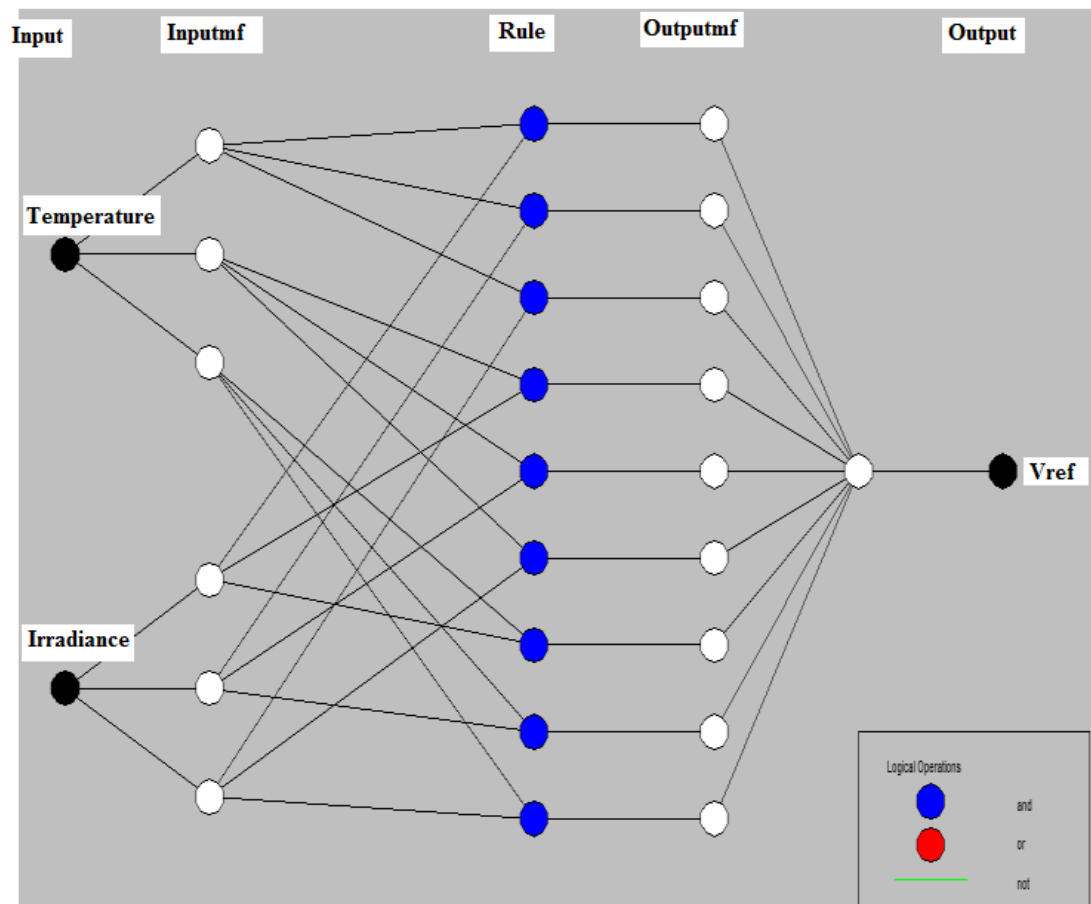 Input
Inputmf
Rule
Outputmf
Output
Temperature
Vref
Irradiance
Logical Operations
and
or
not